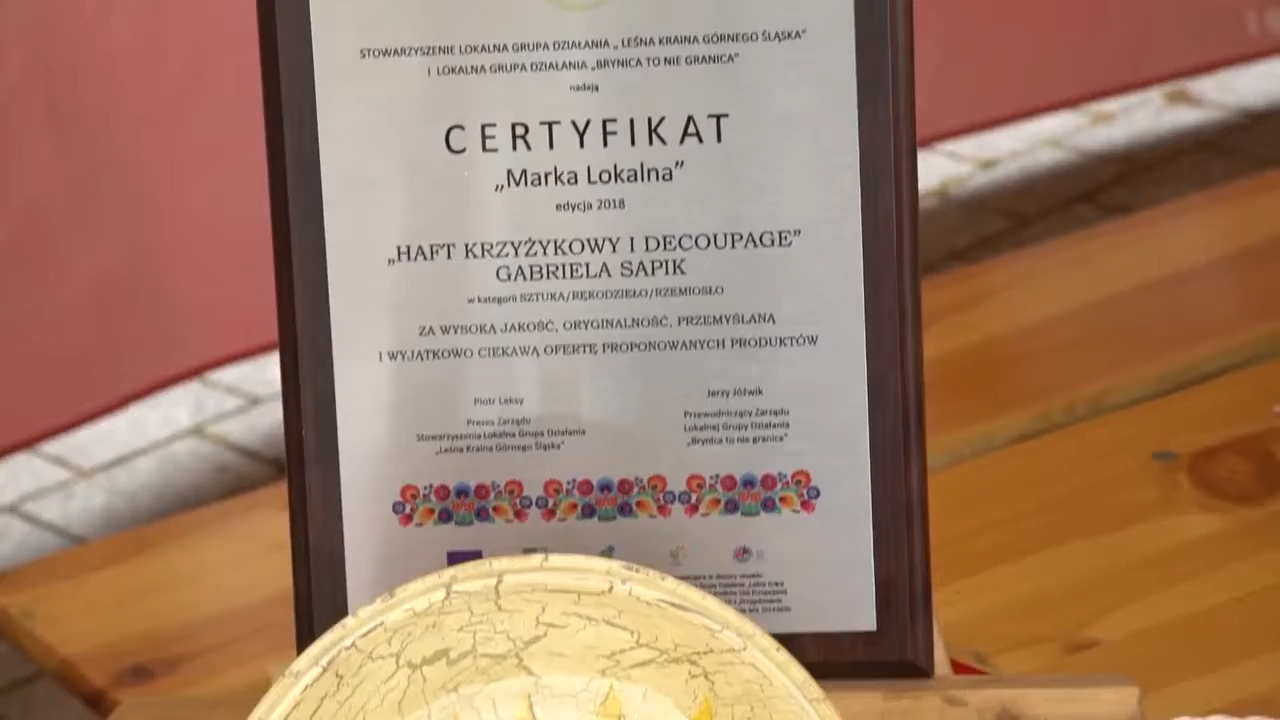 STOWARZYSZENIE LOKALNA GRUPA DZIAŁANIA „ LEŚNA KRAINA GÓRNEGO ŚLĄSKA”
I LOKALNA GRUPA DZIAŁANIA „BRYNICA TO NIE GRANICA”
nadają
CERTYFIKAT
„Marka Lokalna”
edycja 2018
„HAFT KRZYŻYKOWY I DECOUPAGE”
GABRIELA SAPIK
w kategorii SZTUKA/RĘKODZIEŁO/RZEMIOSŁO
ZA WYSOKĄ JAKOŚĆ, ORYGINALNOŚĆ, PRZEMYŚLANĄ
I WYJĄTKOWO CIEKAWĄ OFERTĘ PROPONOWANYCH PRODUKTÓW
Piotr Leksy
Prezes Zarządu
Stowarzyszenia Lokalna Grupa Działania
„Leśna Kraina Górnego Śląska”
Jerzy Jóźwik
Przewodniczący Zarządu
Lokalnej Grupy Działania
„Brynica to nie granica”